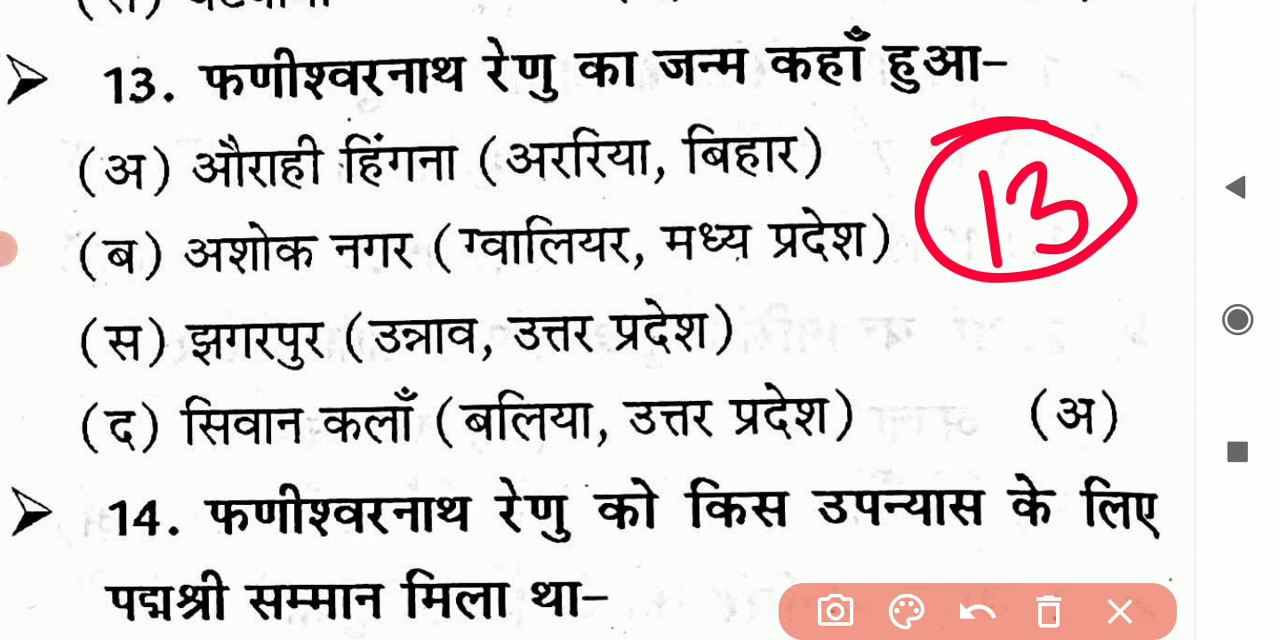 13. फणीश्वरनाथ रेणु का जन्म कहाँ हुआ-
(अ) औराही हिंगना (अररिया, बिहार)
13
(ब) अशोक नगर (ग्वालियर, मध्य प्रदेश)
(स) झगरपुर (उन्नाव, उत्तर प्रदेश)
(द) सिवान कलाँ (बलिया, उत्तर प्रदेश) (अ)
14. फणीश्वरनाथ रेणु को किस उपन्यास के लिए
पद्मश्री सम्मान मिला था-